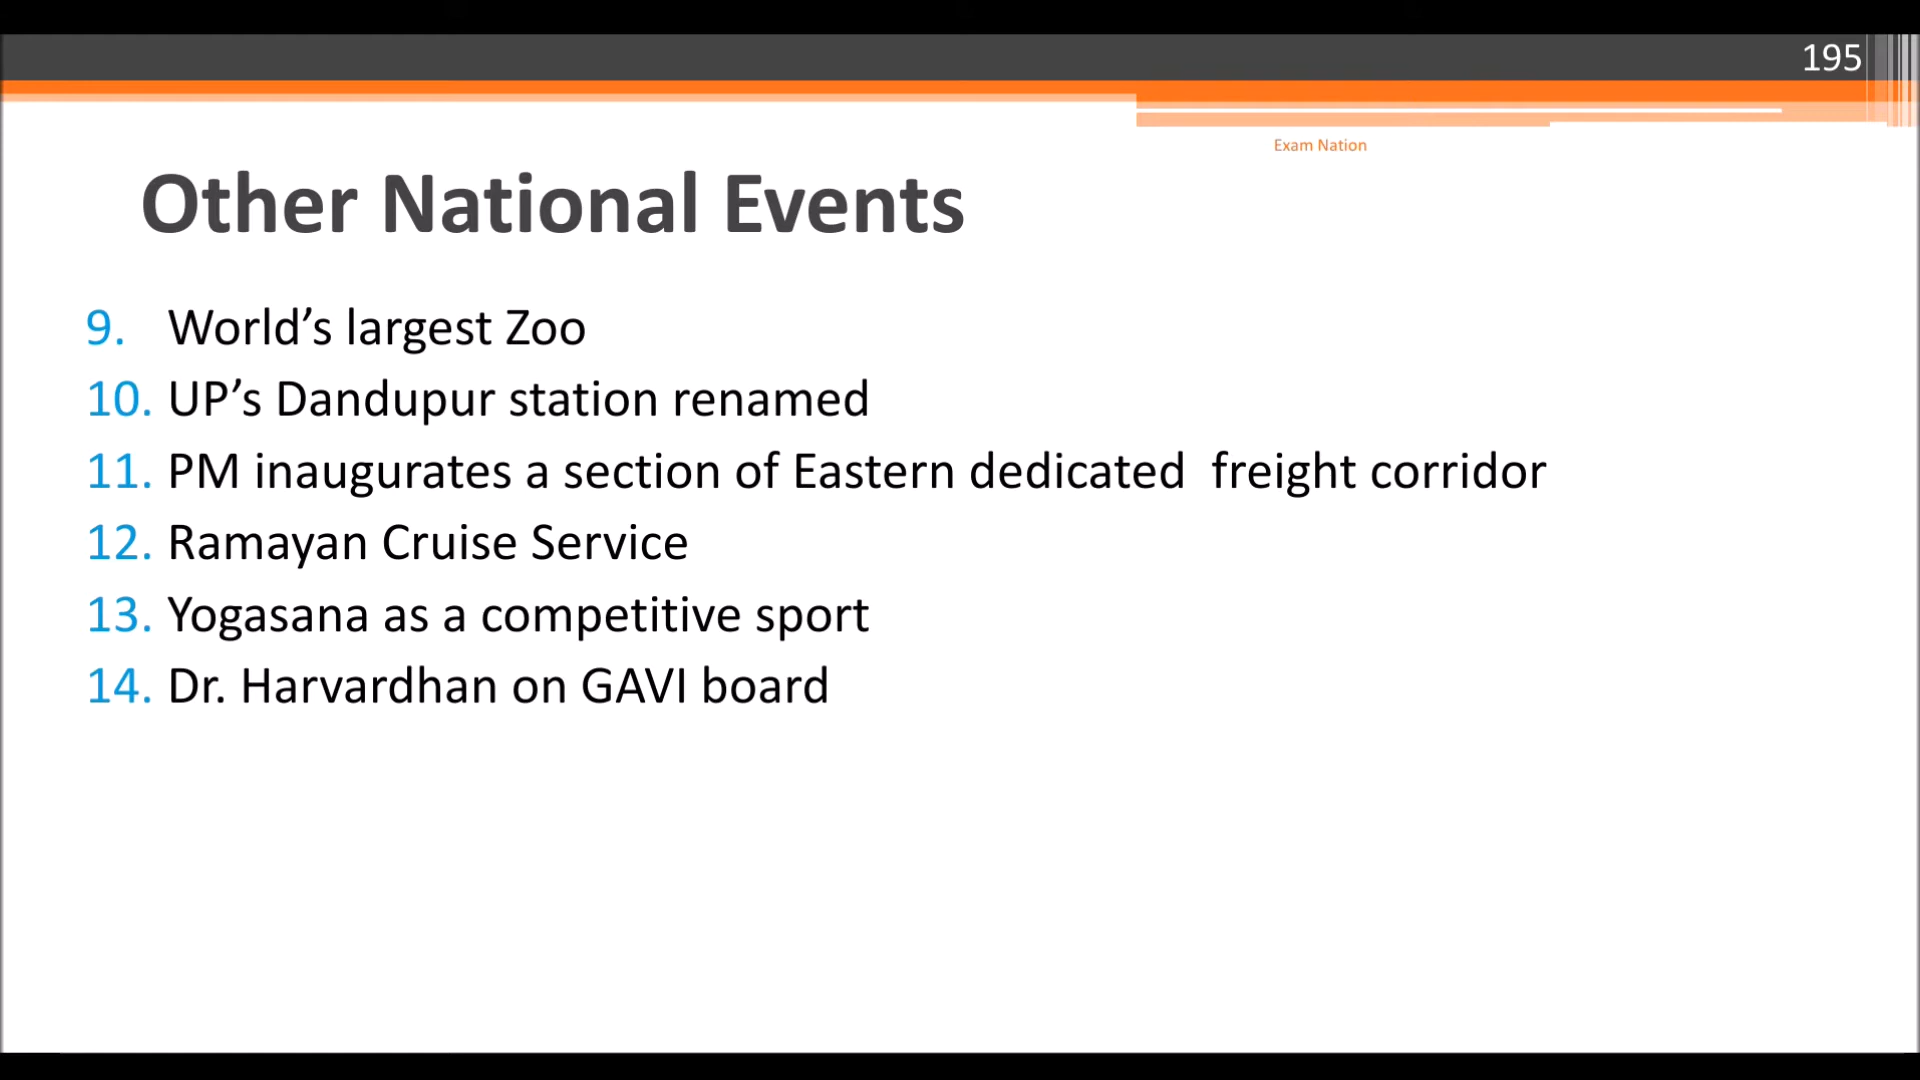 195
Exam Nation
Other National Events
9. World’s largest Zoo
10. UP’s Dandupur station renamed
11. PM inaugurates a section of Eastern dedicated  freight corridor
12. Ramayan Cruise Service
13. Yogasana as a competitive sport
14. Dr. Harvardhan on GAVI board